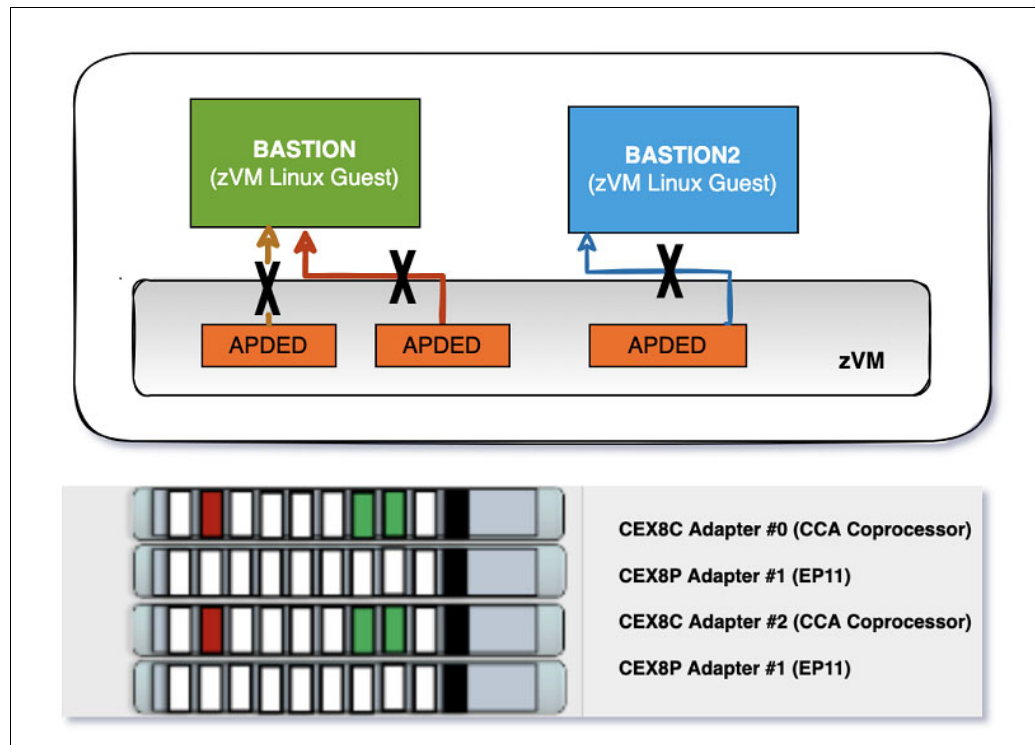 BASTION
(zVM Linux Guest)
BASTION2
(zVM Linux Guest)
X
X
X
APDED
APDED
APDED
zVM
CEX8C Adapter #0 (CCA Coprocessor)
CEX8P Adapter #1 (EP11)
CEX8C Adapter #2 (CCA Coprocessor)
CEX8P Adapter #1 (EP11)